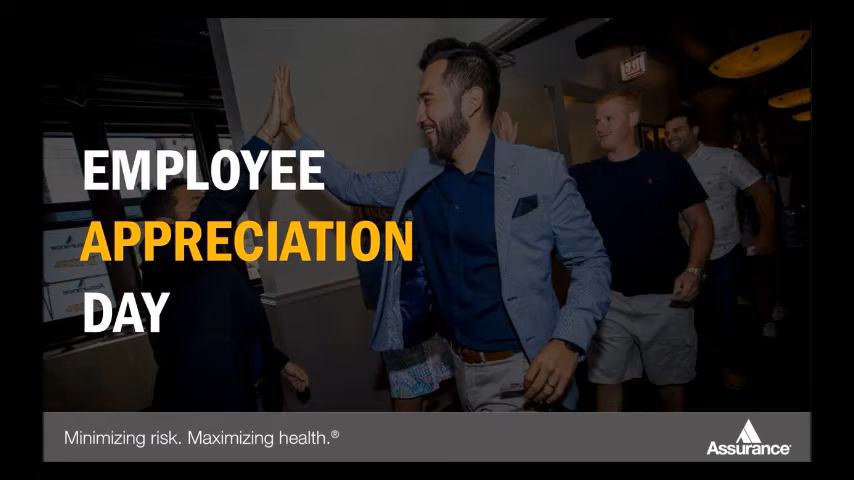 EMPLOYEE
APPRECIATION
DAY
Minimizing risk. Maximizing health.®
Assurance